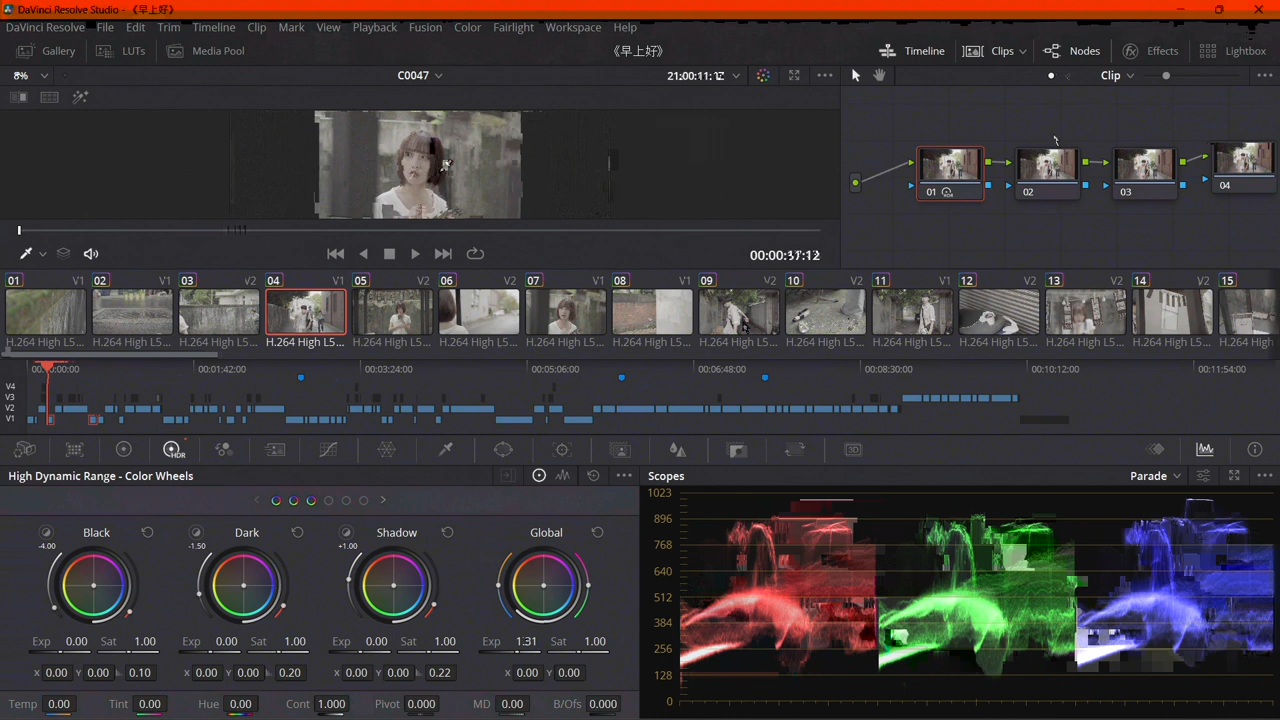 DaVinci Resolve Studio - 《早上好》
DaVinci Resolve File Edit Trim Timeline Clip Mark View Playback Fusion Color Fairlight Workspace Help
Gallery LUTs Media Pool 《早上好》 Timeline Clips Nodes Effects Lightbox
8% C0047 Clip
01 02 03 04
01 V1 02 V2 03 V2 04 V1 05 V2 06 V2 07 V1 08 V1 09 V2 10 V2 11 V2 12 V2 13 V2 14 V2 15
H.264 High L5... H.264 High L5... H.264 High L5... H.264 High L5... H.264 High L5... H.264 High L5... H.264 High L5... H.264 High L5... H.264 High L5... H.264 High L5... H.264 High L5... H.264 High L5... H.264 High L5... H.264 High L5... H.264 High L5...
00:01:42:00 00:03:24:00 00:05:06:00 00:06:48:00 00:08:30:00 00:10:12:00 00:11:54:00
V4
V3
V2
V1
HDR 3D
High Dynamic Range - Color Wheels
Scopes Parade
Black Dark Shadow Global
-4.00 -1.50 +1.00
Exp 0.00 Sat 1.00 Exp 0.00 Sat 1.00 Exp 0.00 Sat 1.00 Exp 1.31 Sat 1.00
X 0.00 Y 0.00 0.10 X 0.00 Y 0.00 0.20 X 0.00 Y 0.00 0.22 X 0.00 Y 0.00
Temp 0.00 Tint 0.00 Hue 0.00 Cont 1.000 Pivot 0.000 MD 0.00 B/Ofs 0.000
1023
896
768
640
512
384
256
128
0